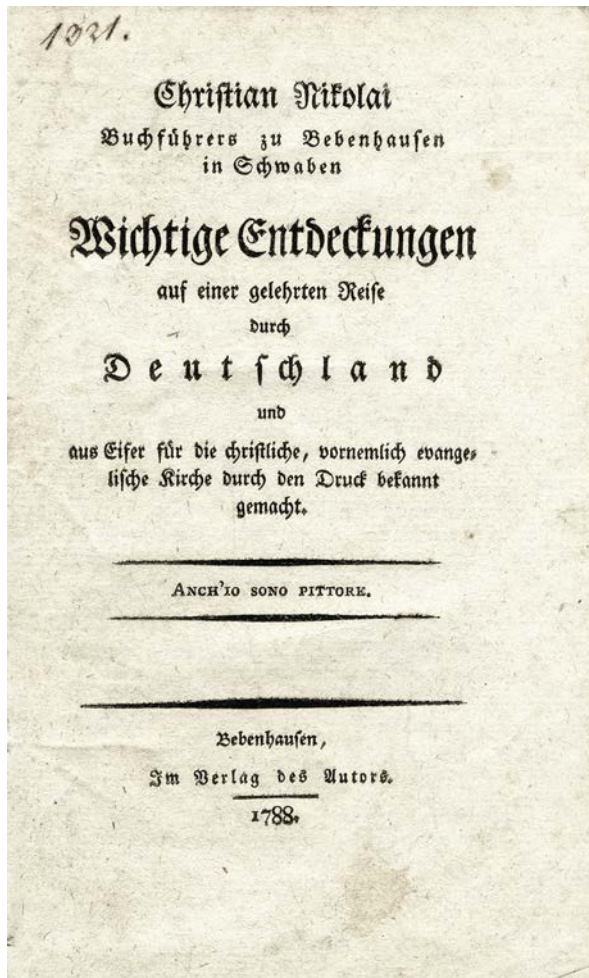 1321.
Christian Nikolai
Buchführers zu Bebenhausen
in Schwaben
Wichtige Entdeckungen
auf einer gelehrten Reise
durch
Deutschland
und
aus Eifer für die christliche, vornemlich evange-
lische Kirche durch den Druck bekannt
gemacht.
ANCH'IO SONO PITTORE.
Bebenhausen,
Im Verlag des Autors.
1788.